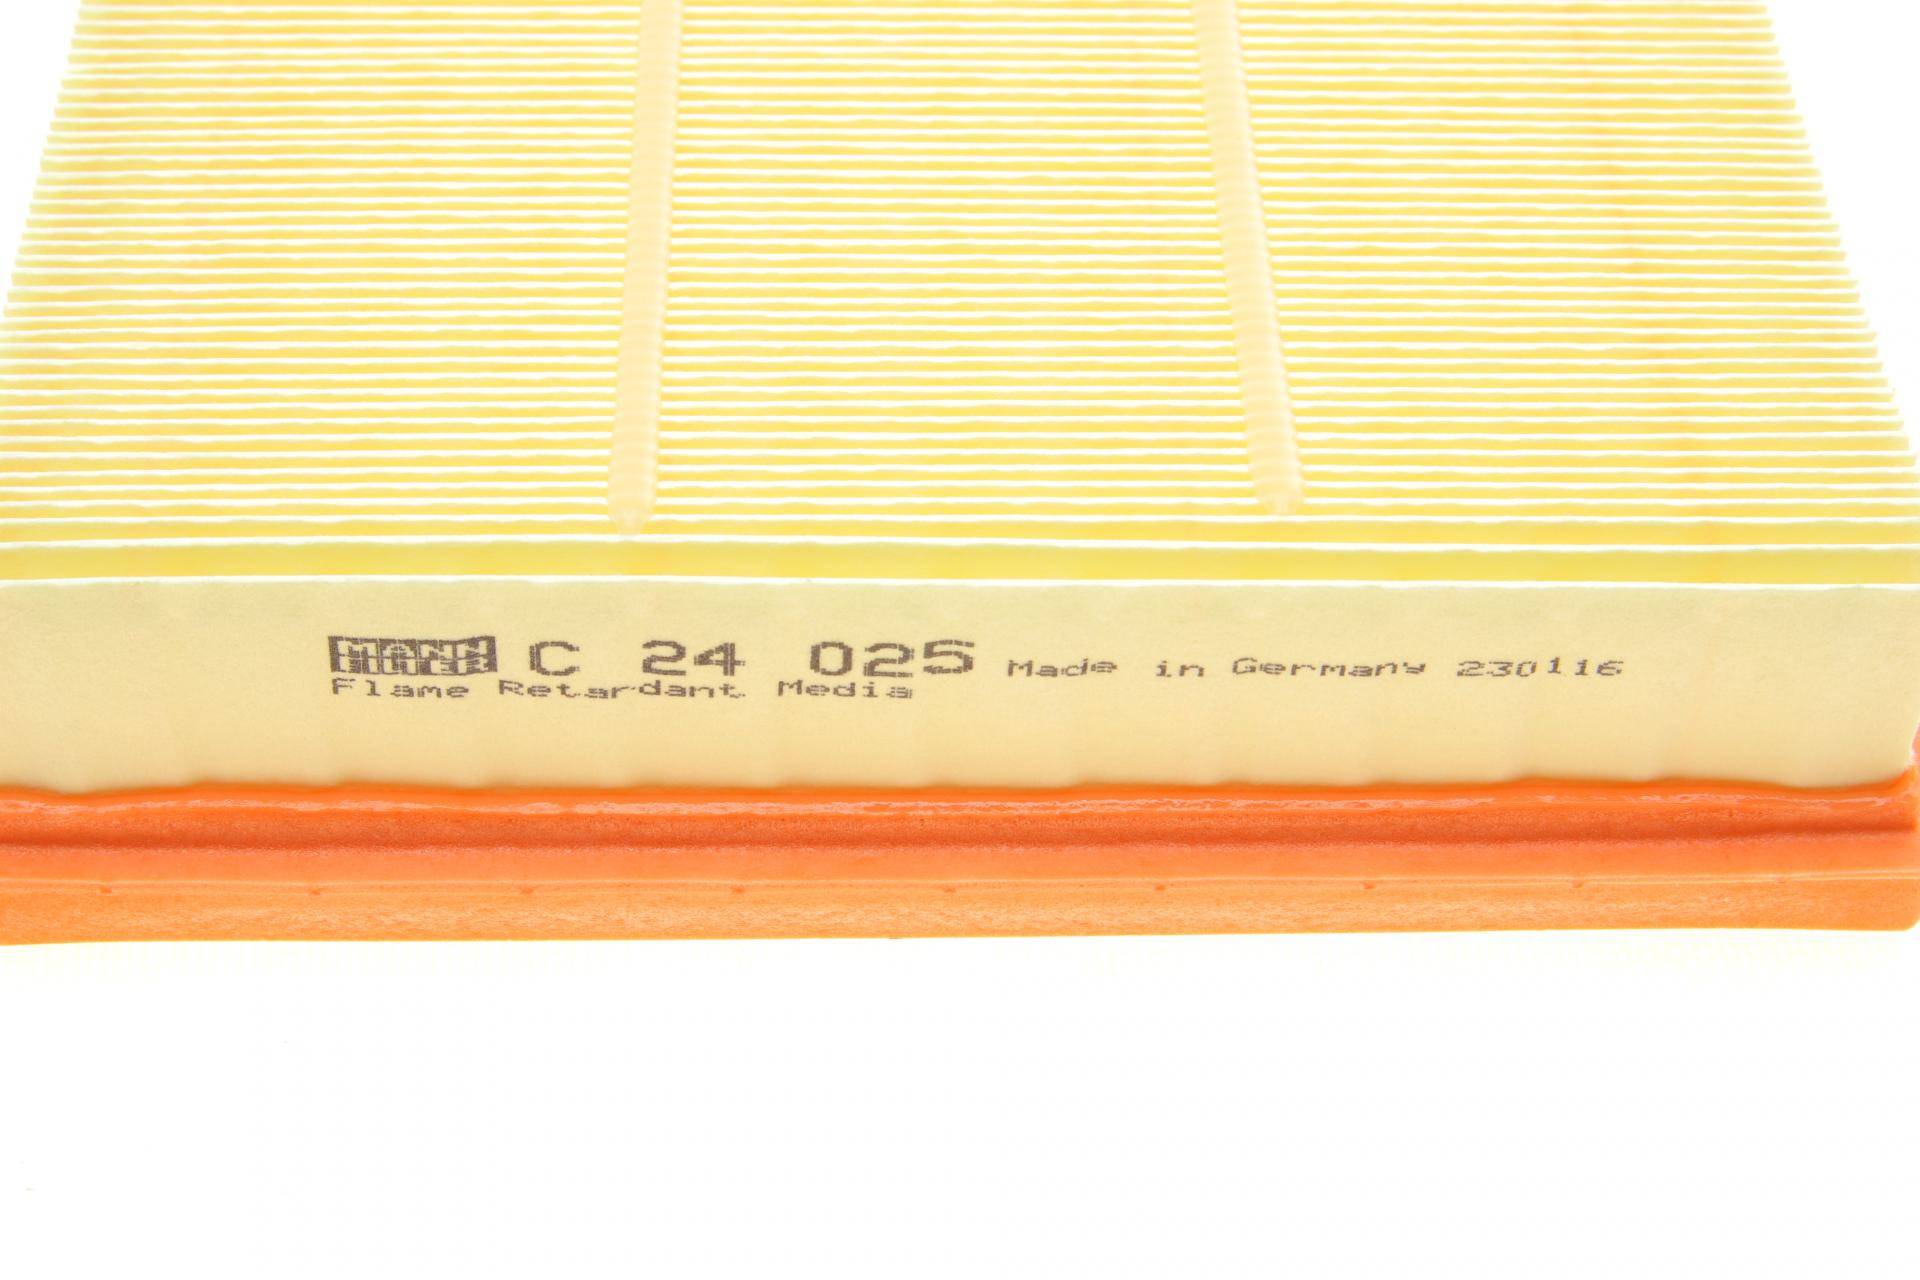 MANN FILTER C 24 025 Made in Germany 230116
Flame Retardant Media